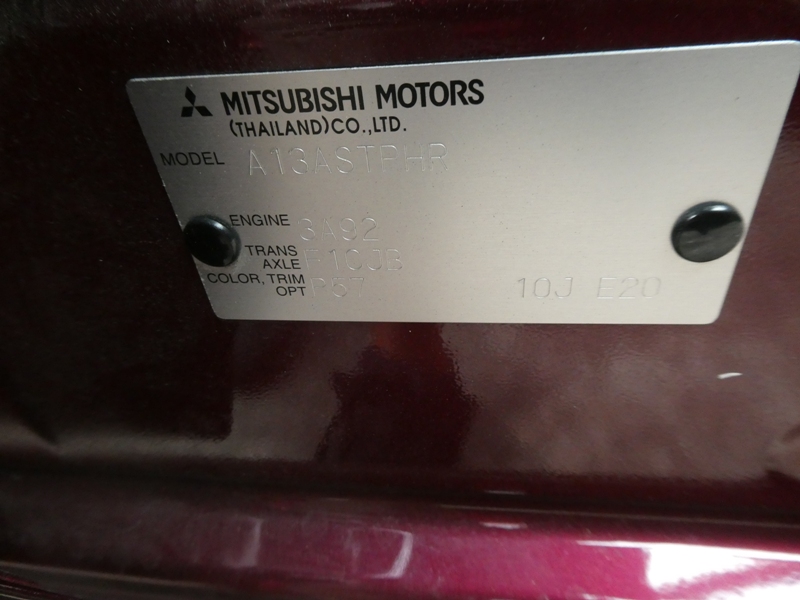 MITSUBISHI MOTORS
(THAILAND)CO.,LTD.
MODEL A13ASTPHR
ENGINE 3A92
TRANS
AXLE F1CJB
COLOR, TRIM
OPT P57 10J E20